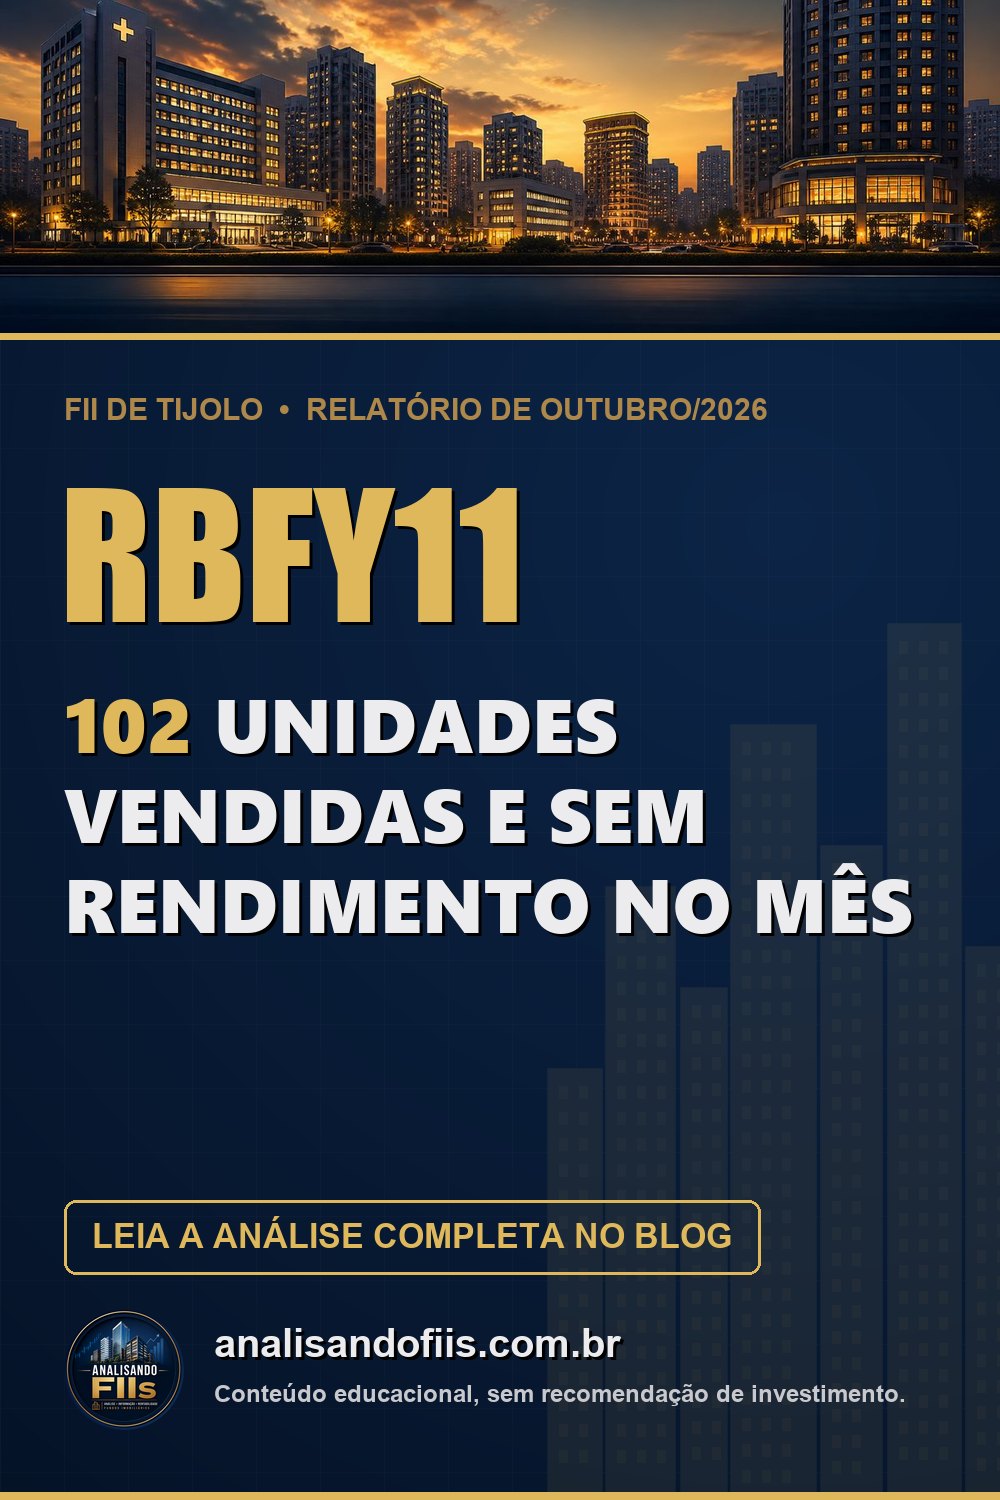 FII DE TIJOLO • RELATÓRIO DE OUTUBRO/2026
RBFY11
102 UNIDADES
VENDIDAS E SEM
RENDIMENTO NO MÊS
LEIA A ANÁLISE COMPLETA NO BLOG
ANALISANDO
FIIs
analisandofiis.com.br
Conteúdo educacional, sem recomendação de investimento.